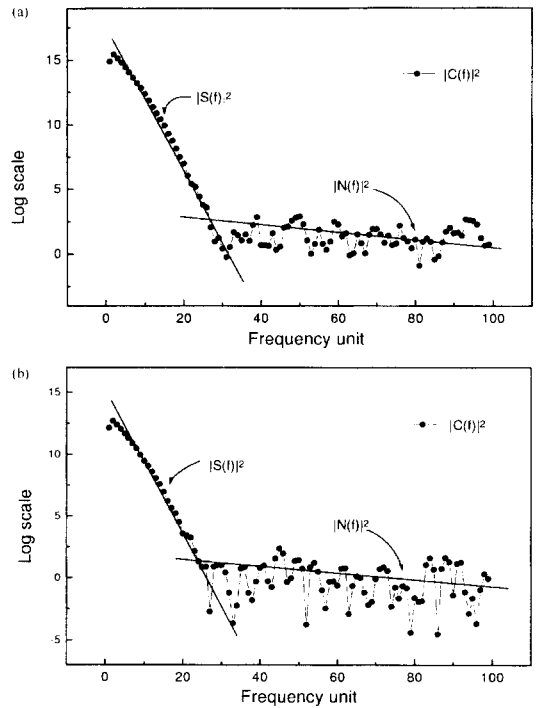 (a)
15
|S(f)|²
|C(f)|²
10
Log scale
5
|N(f)|²
0
0 20 40 60 80 100
Frequency unit
(b)
15
|C(f)|²
10
|S(f)|²
Log scale
5
|N(f)|²
0
-5
0 20 40 60 80 100
Frequency unit